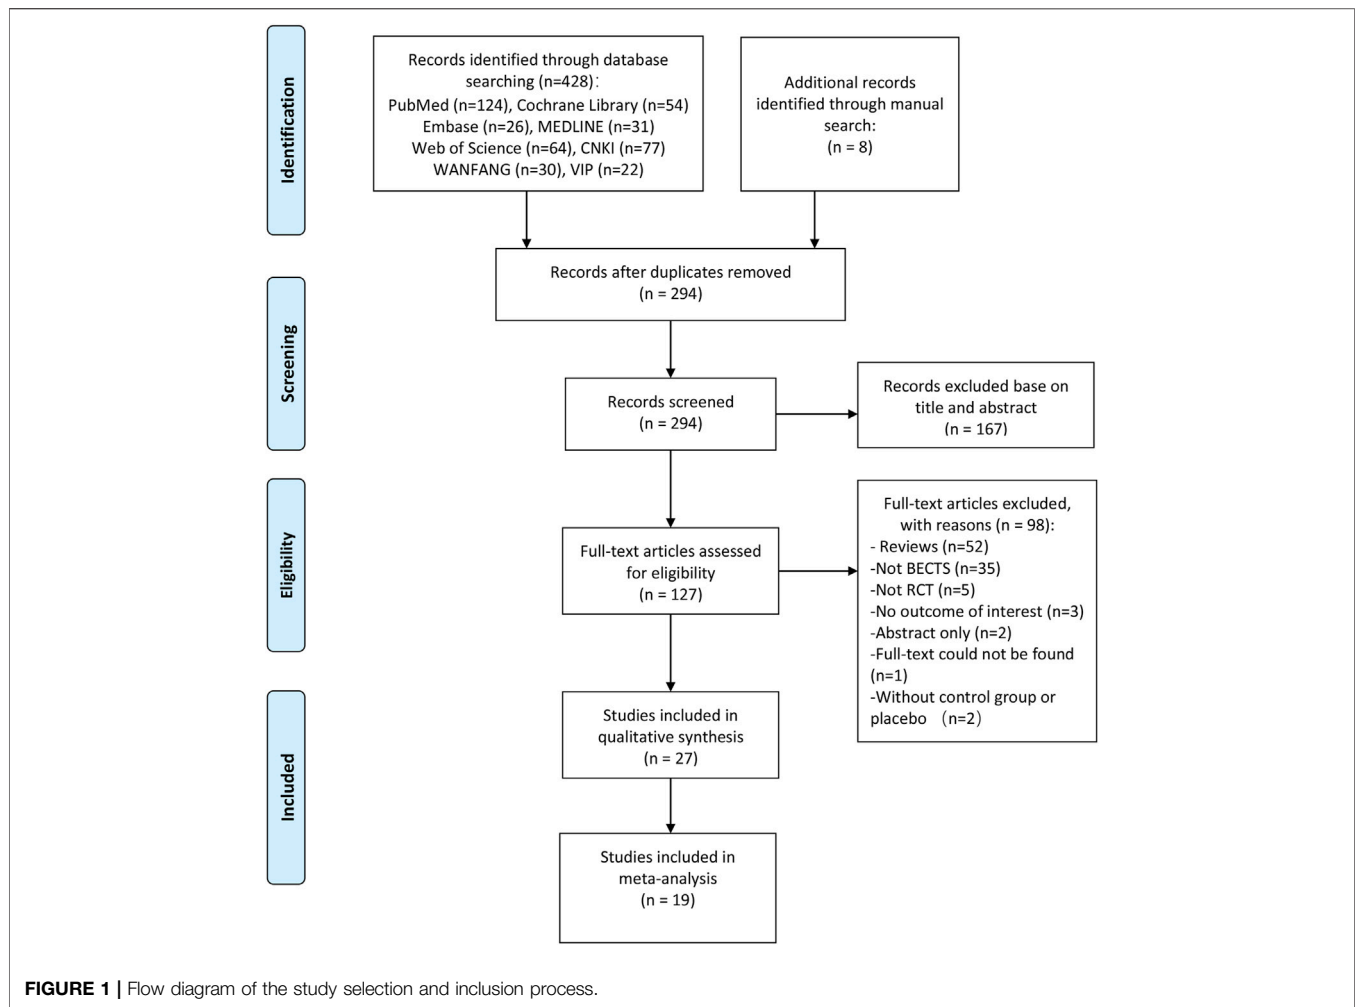 Identification
Records identified through database
searching (n=428)：
PubMed (n=124), Cochrane Library (n=54)
Embase (n=26), MEDLINE (n=31)
Web of Science (n=64), CNKI (n=77)
WANFANG (n=30), VIP (n=22)
Additional records
identified through manual
search:
(n = 8)
Records after duplicates removed
(n = 294)
Screening
Records screened
(n = 294)
Records excluded base on
title and abstract
(n = 167)
Eligibility
Full-text articles assessed
for eligibility
(n = 127)
Full-text articles excluded,
with reasons (n = 98):
- Reviews (n=52)
-Not BECTS (n=35)
-Not RCT (n=5)
-No outcome of interest (n=3)
-Abstract only (n=2)
-Full-text could not be found
(n=1)
-Without control group or
placebo （n=2）
Included
Studies included in
qualitative synthesis
(n = 27)
Studies included in
meta-analysis
(n = 19)
FIGURE 1 | Flow diagram of the study selection and inclusion process.